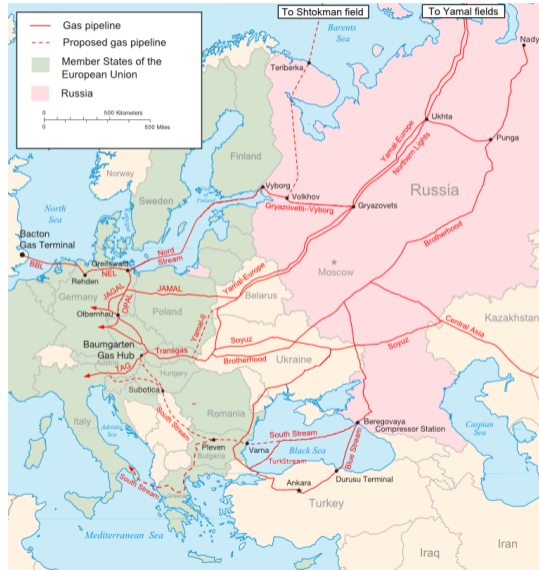 To Shtokman field
To Yamal fields
Gas pipeline
Proposed gas pipeline
Member States of the
European Union
Russia
0 500 Kilometers
0 500 Miles
Barents
Sea
Nady
Teriberka
Ukhta
Punga
Yamal-Europe
Northern Lights
Finland
Norway
Sweden
Vyborg
Volkhov
Gryazovets
Gryazovets–Vyborg
Russia
Gulf of
Finland
North
Sea
Bacton
Gas Terminal
BBL
Greifswald
Nord
Stream
NEL
Rehden
Moscow
Brotherhood
Yamal-Europe
JAGAL
JAMAL
OPAL
Germany
Poland
Belarus
Olbernhau
Yamal-II
Kazakhstan
Central Asia
Baumgarten
Gas Hub
Transgas
Soyuz
Brotherhood
Ukraine
Soyuz
TAG
Austria
Hungary
Subotica
Romania
South Stream
Italy
Adriatic
Sea
Pleven
Bulgaria
Varna
South Stream
Black Sea
TurkStream
Beregovaya
Compressor Station
Blue Stream
Caspian
Sea
South Stream
Greece
Ankara
Durusu Terminal
Turkey
Mediterranean Sea
Iraq
Iran